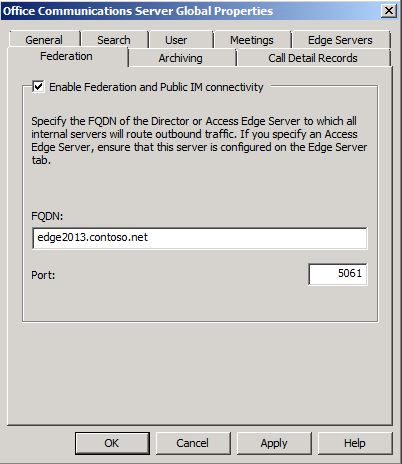 Office Communications Server Global Properties
General Search User Meetings Edge Servers
Federation Archiving Call Detail Records
Enable Federation and Public IM connectivity
Specify the FQDN of the Director or Access Edge Server to which all
internal servers will route outbound traffic. If you specify an Access
Edge Server, ensure that this server is configured on the Edge Server
tab.
FQDN:
edge2013.contoso.net
Port: 5061
OK Cancel Apply Help